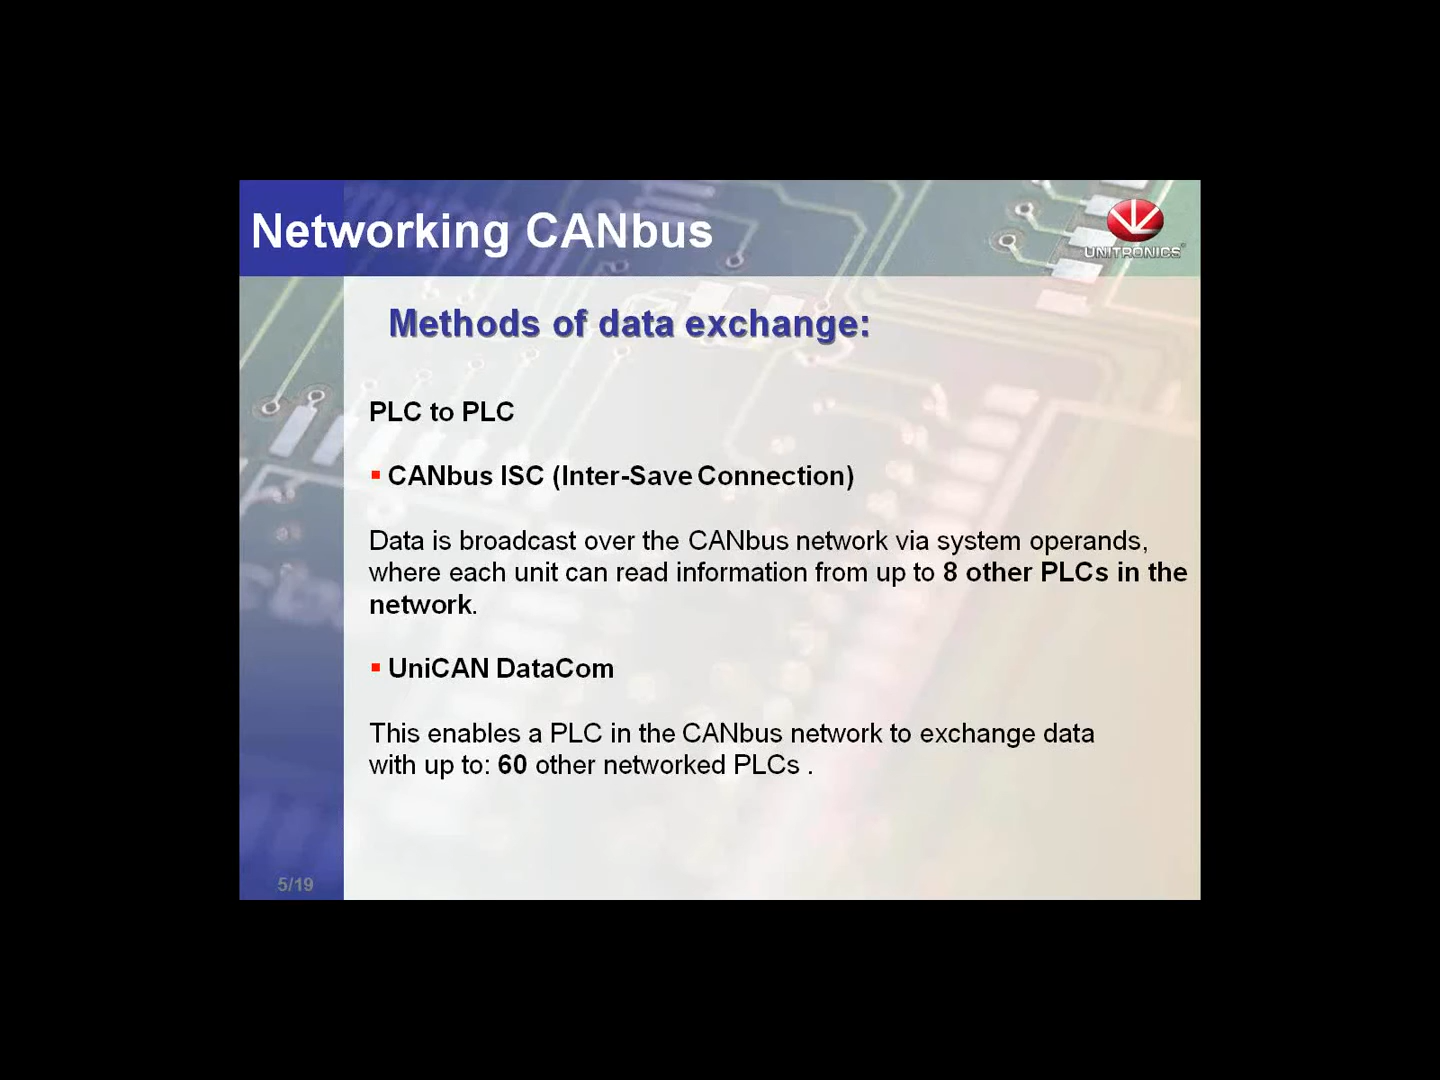 Networking CANbus
UNITRONICS®
Methods of data exchange:
PLC to PLC
▪ CANbus ISC (Inter-Save Connection)
Data is broadcast over the CANbus network via system operands,
where each unit can read information from up to 8 other PLCs in the
network.
▪ UniCAN DataCom
This enables a PLC in the CANbus network to exchange data
with up to: 60 other networked PLCs .
5/19